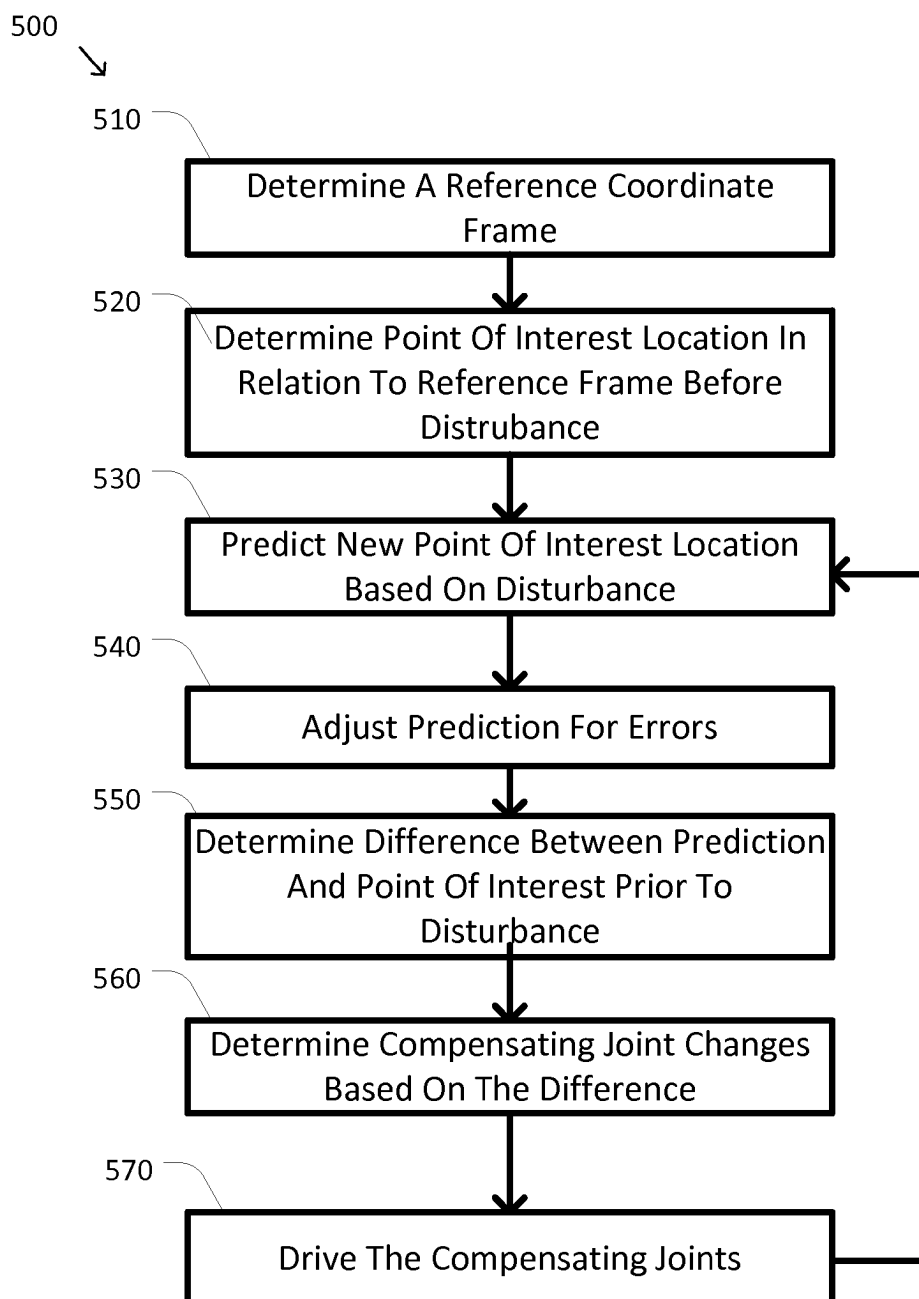 500
510
Determine A Reference Coordinate
Frame
520
Determine Point Of Interest Location In
Relation To Reference Frame Before
Distrubance
530
Predict New Point Of Interest Location
Based On Disturbance
540
Adjust Prediction For Errors
550
Determine Difference Between Prediction
And Point Of Interest Prior To
Disturbance
560
Determine Compensating Joint Changes
Based On The Difference
570
Drive The Compensating Joints